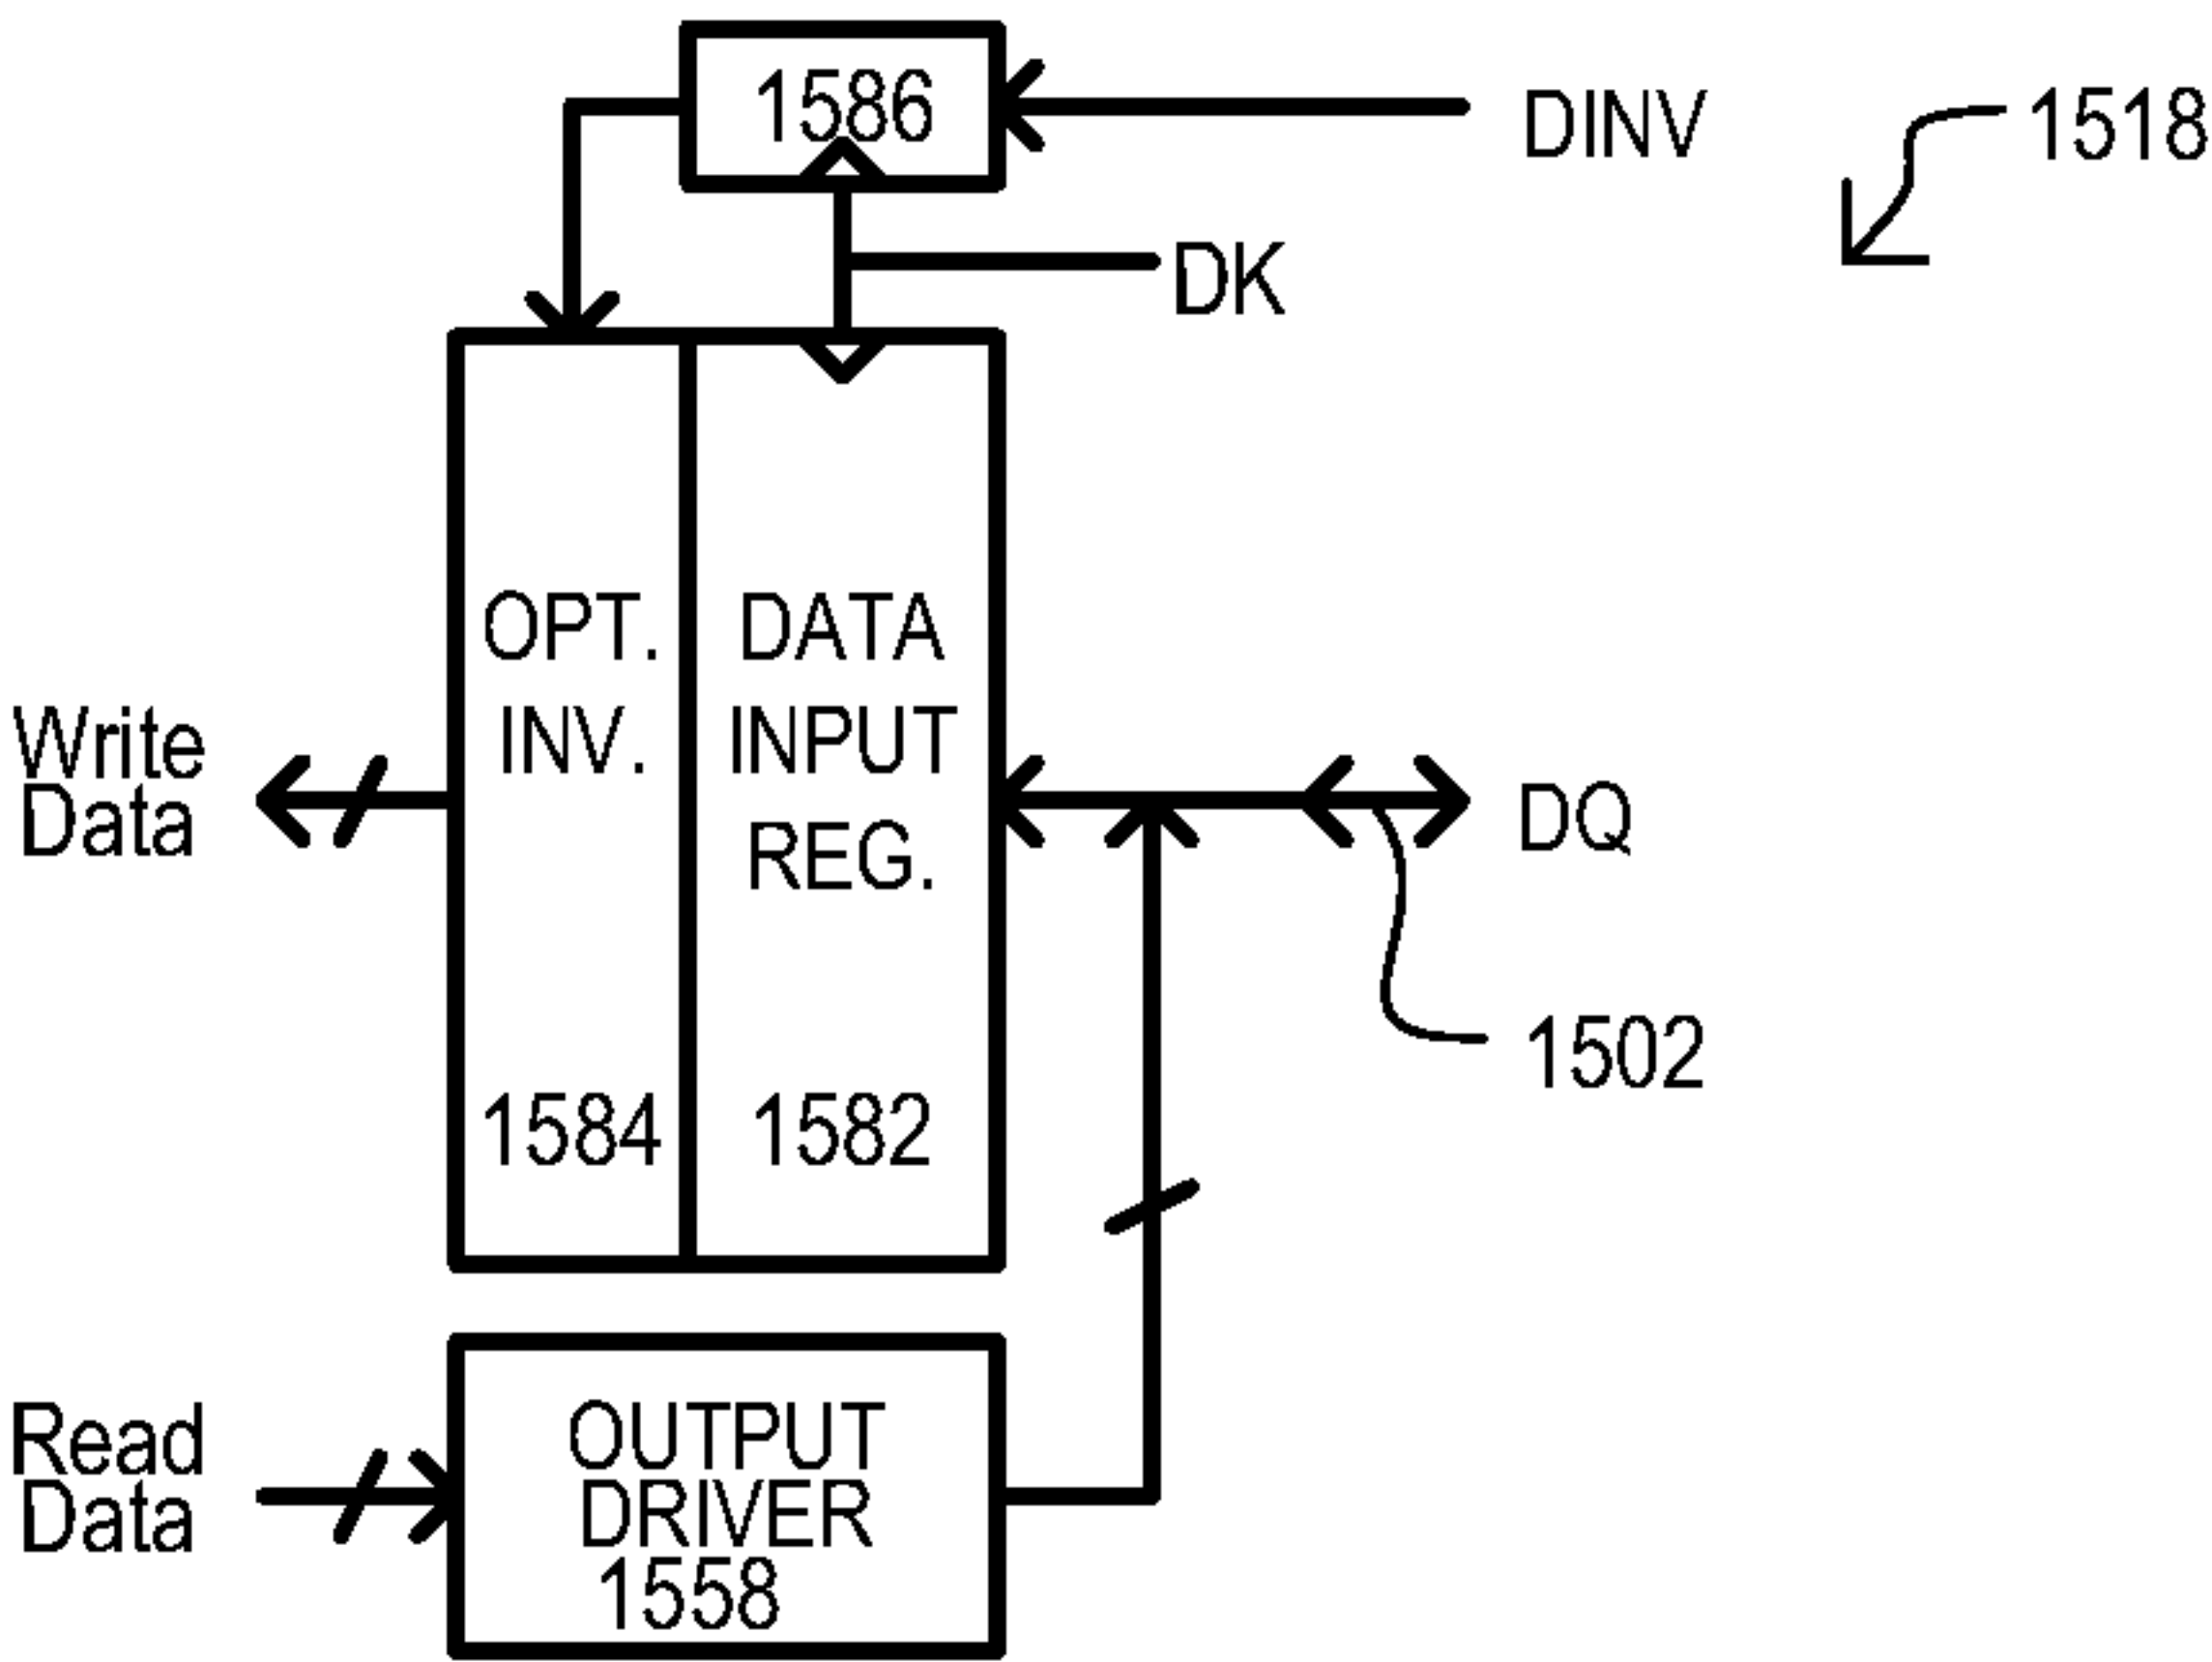 1586
DINV
1518
DK
OPT.
INV.
1584
DATA
INPUT
REG.
1582
Write
Data
DQ
1502
Read
Data
OUTPUT
DRIVER
1558